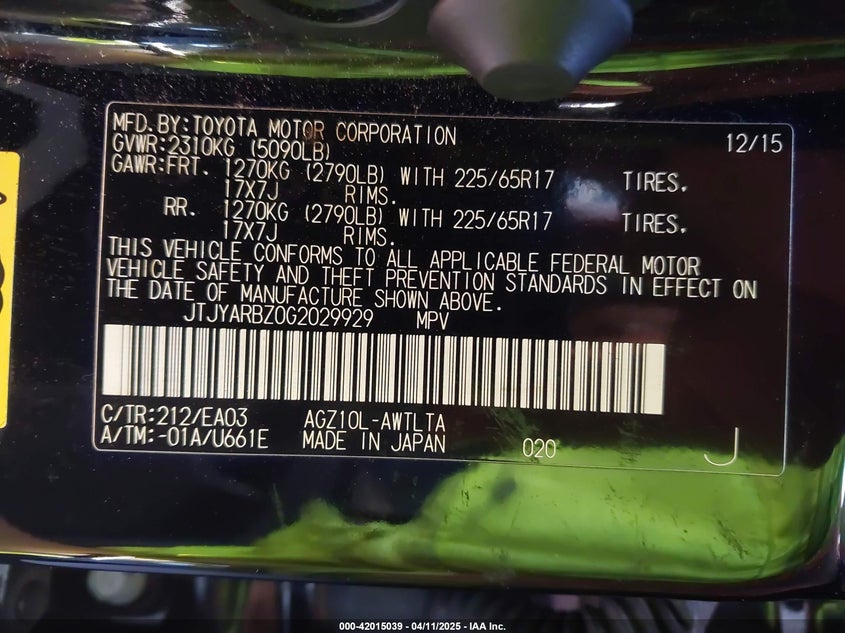 MFD.BY:TOYOTA MOTOR CORPORATION 12/15
GVWR:2310KG (5090LB)
GAWR:FRT. 1270KG (2790LB) WITH 225/65R17 TIRES.
17X7J RIMS.
RR. 1270KG (2790LB) WITH 225/65R17 TIRES.
17X7J RIMS.
THIS VEHICLE CONFORMS TO ALL APPLICABLE FEDERAL MOTOR
VEHICLE SAFETY AND THEFT PREVENTION STANDARDS IN EFFECT ON
THE DATE OF MANUFACTURE SHOWN ABOVE.
JTJYARBZ0G2029929 MPV
C/TR:212/EA03 AGZ10L-AWTLTA
A/TM:-01A/U661E MADE IN JAPAN 020 J
000-42015039 - 04/11/2025 - IAA Inc.